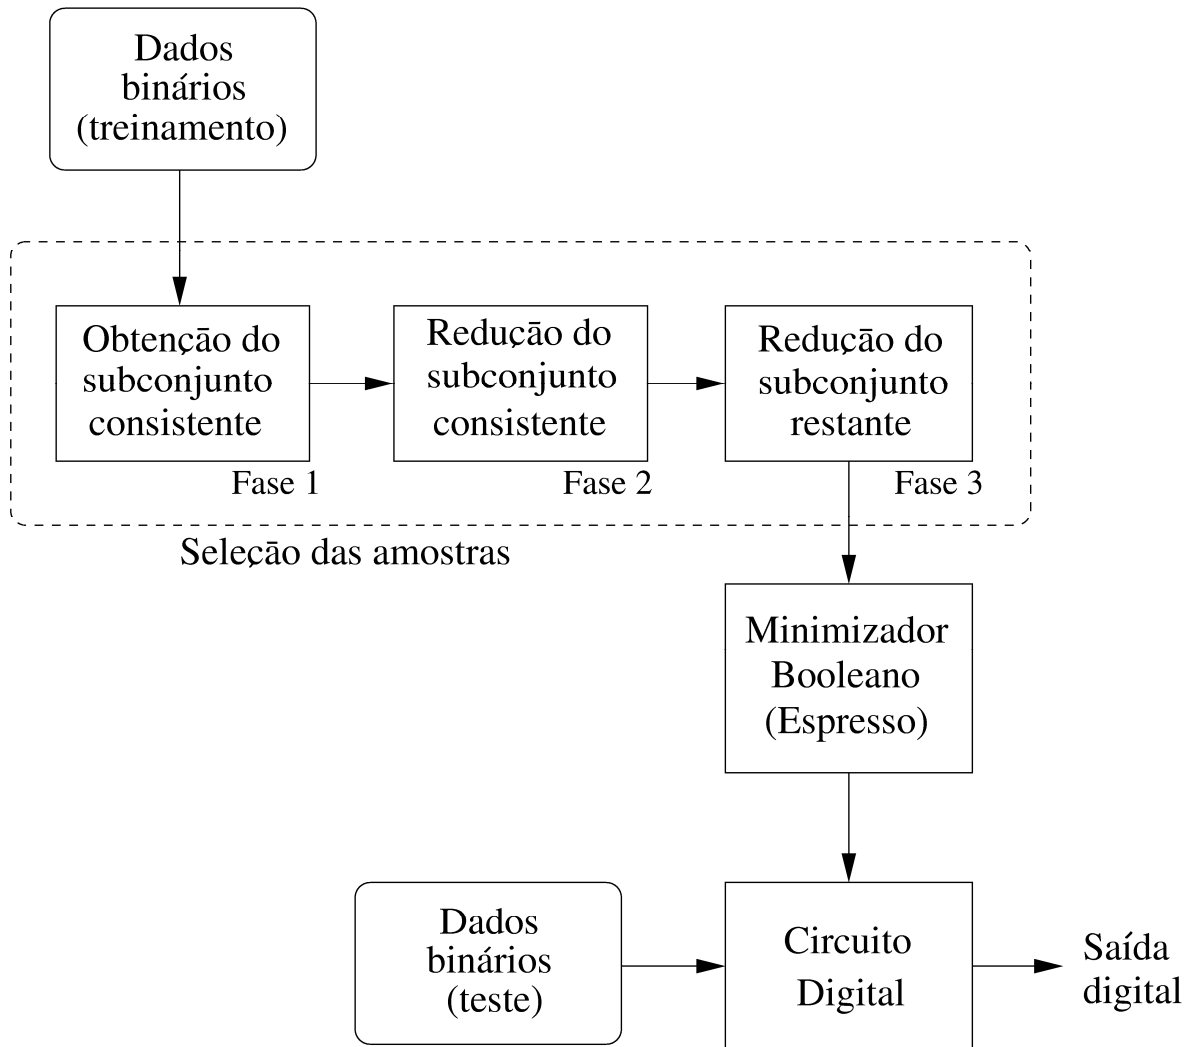 Dados
binários
(treinamento)
Obtenção do
subconjunto
consistente
Fase 1
Redução do
subconjunto
consistente
Fase 2
Redução do
subconjunto
restante
Fase 3
Seleção das amostras
Minimizador
Booleano
(Espresso)
Dados
binários
(teste)
Circuito
Digital
Saída
digital